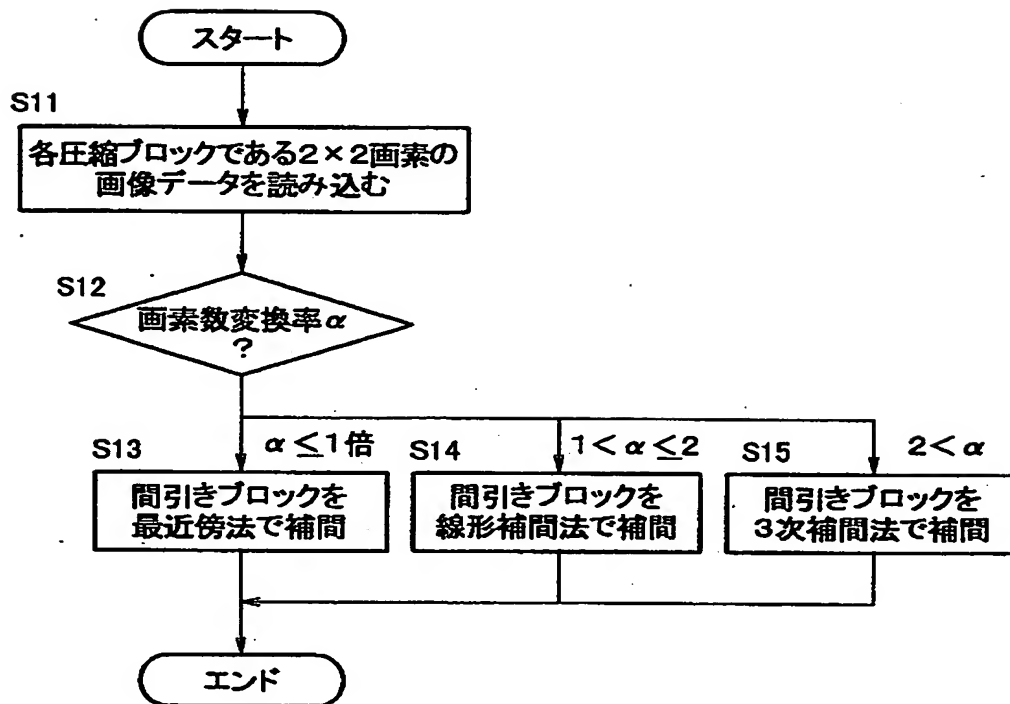 スタート
S11
各圧縮ブロックである2×2画素の
画像データを読み込む
S12
画素数変換率α
?
S13
α≦1倍
S14
1<α≦2
S15
2<α
間引きブロックを
最近傍法で補間
間引きブロックを
線形補間法で補間
間引きブロックを
3次補間法で補間
エンド